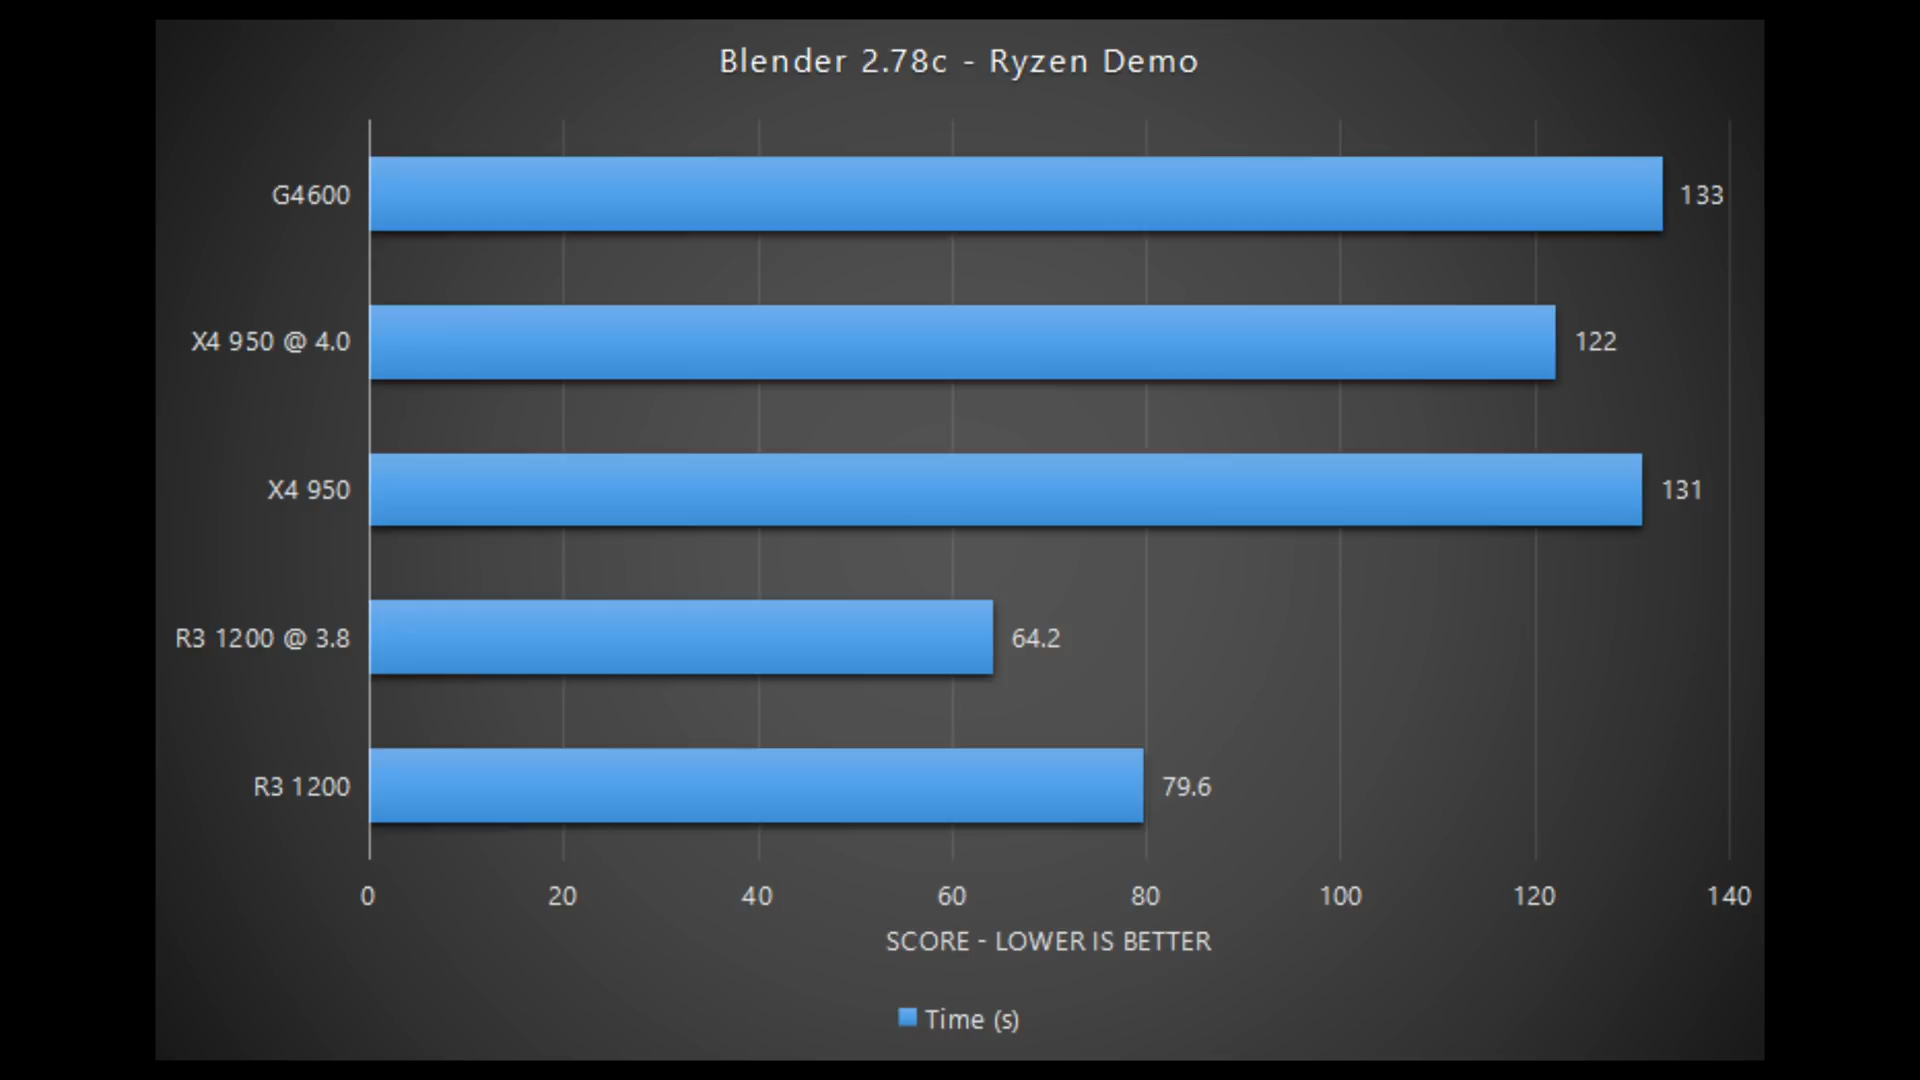 Blender 2.78c - Ryzen Demo
G4600
133
X4 950 @ 4.0
122
X4 950
131
R3 1200 @ 3.8
64.2
R3 1200
79.6
0 20 40 60 80 100 120 140
SCORE - LOWER IS BETTER
Time (s)